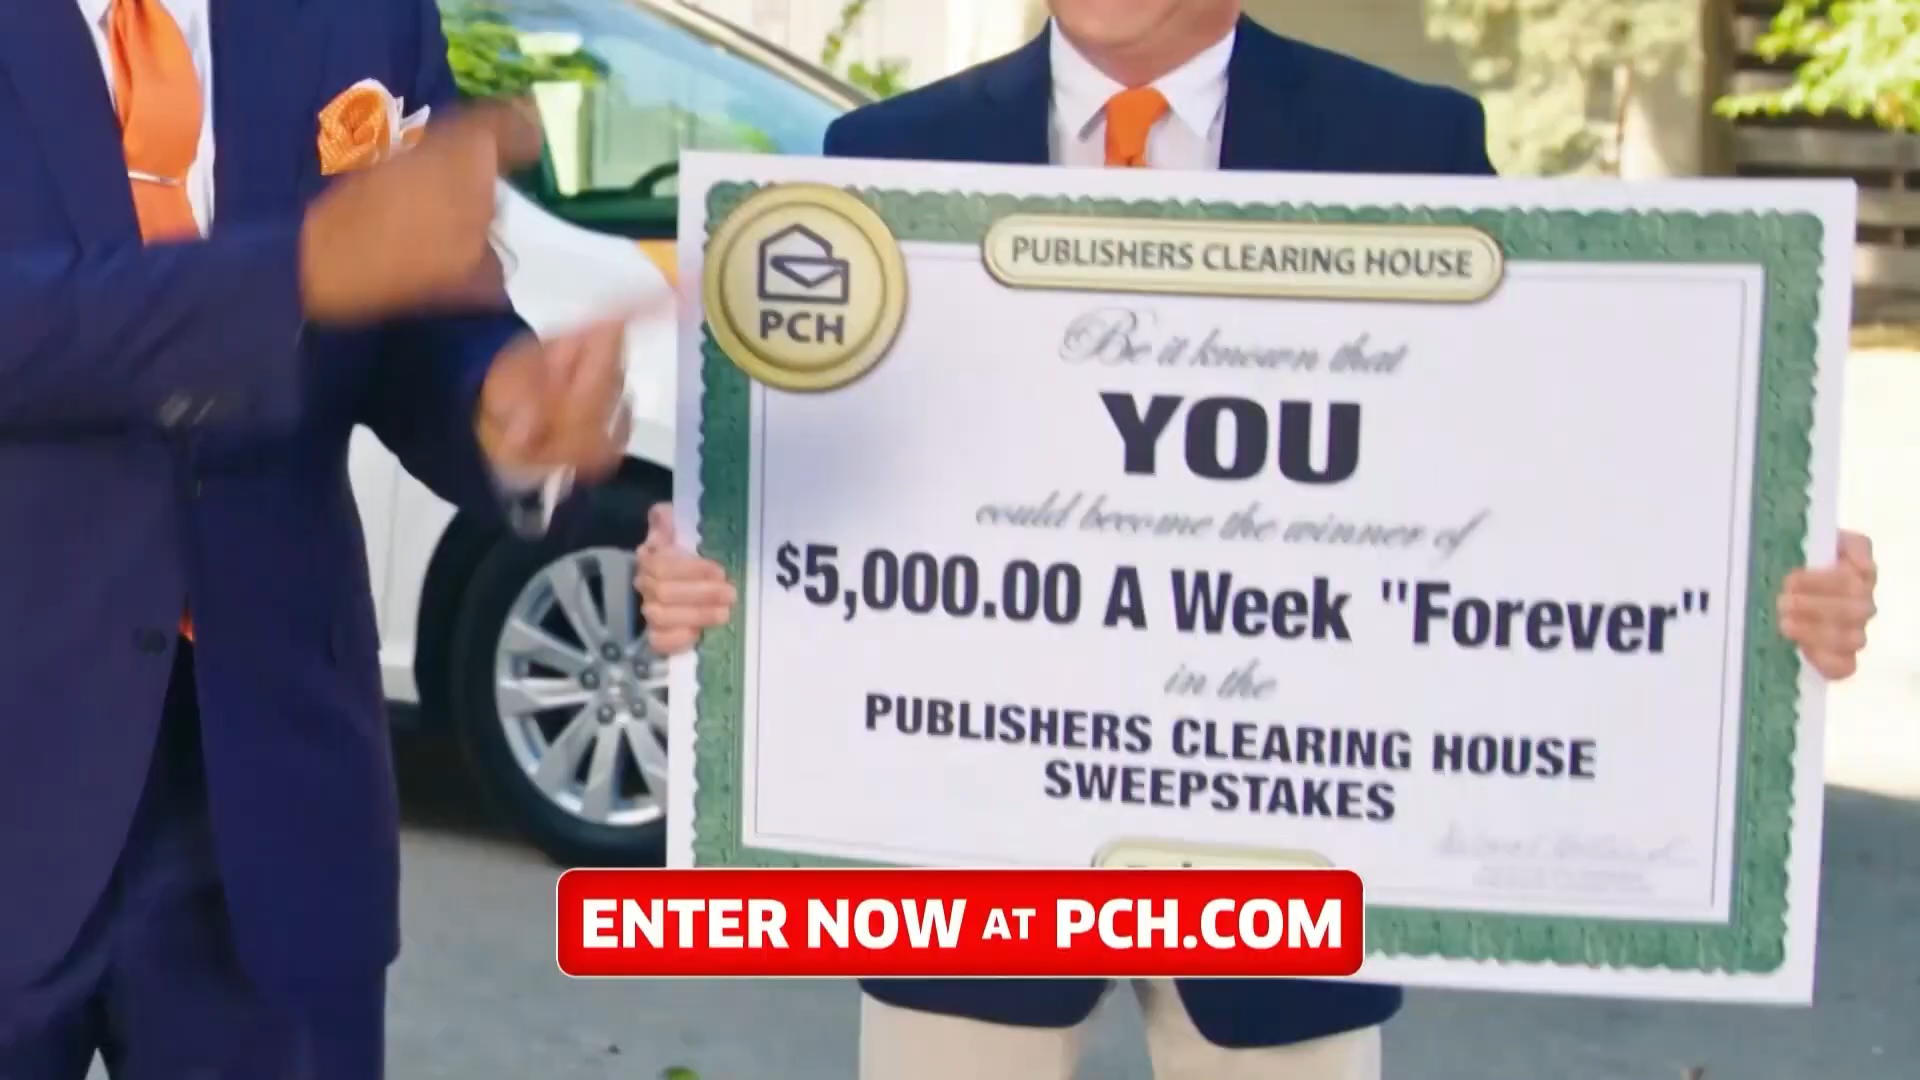 PUBLISHERS CLEARING HOUSE
PCH
Be it known that
YOU
could become the winner of
$5,000.00 A Week "Forever"
in the
PUBLISHERS CLEARING HOUSE
SWEEPSTAKES
ENTER NOW AT PCH.COM